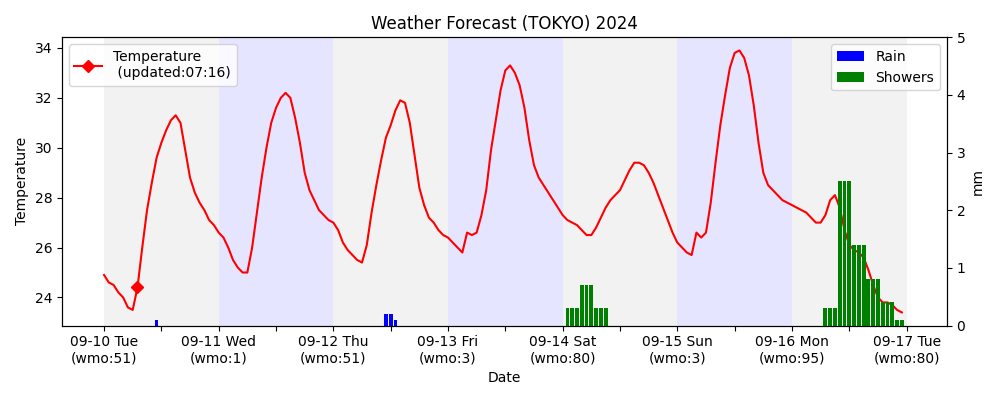 Weather Forecast (TOKYO) 2024
Temperature
(updated:07:16)
Rain
Showers
34
32
30
28
26
24
Temperature
5
4
3
2
1
0
mm
09-10 Tue
(wmo:51)
09-11 Wed
(wmo:1)
09-12 Thu
(wmo:51)
09-13 Fri
(wmo:3)
09-14 Sat
(wmo:80)
09-15 Sun
(wmo:3)
09-16 Mon
(wmo:95)
09-17 Tue
(wmo:80)
Date